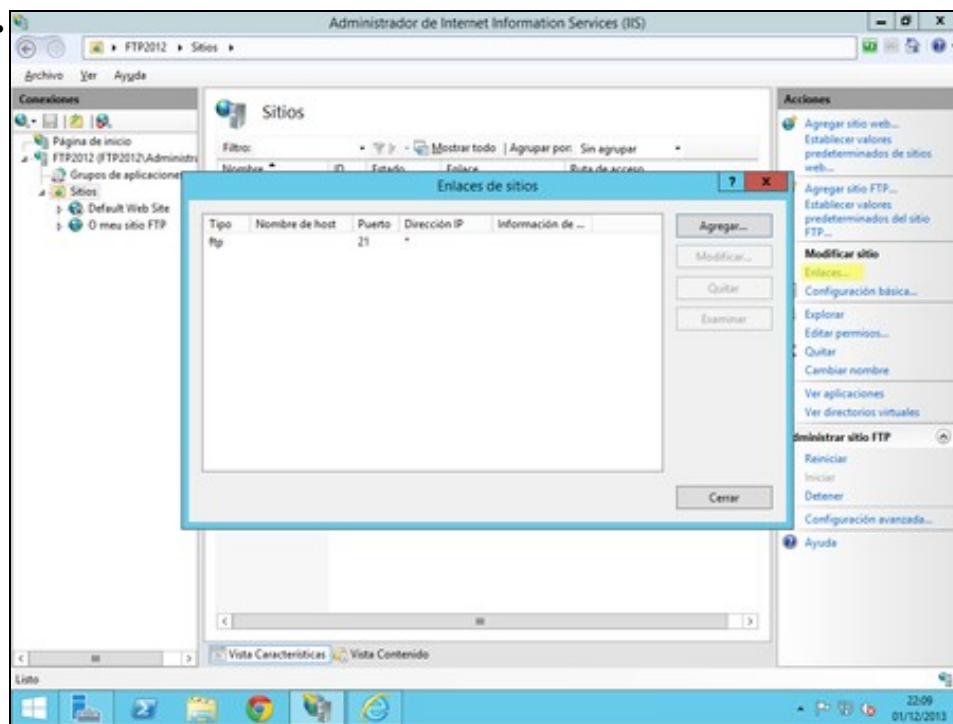 Administrador de Internet Information Services (IIS)
FTP2012 Sitios
Archivo Ver Ayuda
Conexiones
Página de inicio
FTP2012 (FTP2012\Administr
Grupos de aplicaciones
Sitios
Default Web Site
O meu sitio FTP
Sitios
Filtro: Mostrar todo Agrupar por: Sin agrupar
Nombre ID Estado Enlace Ruta de acceso
Enlaces de sitios
Tipo Nombre de host Puerto Dirección IP Información de ...
ftp 21 *
Agregar...
Modificar...
Quitar
Examinar
Cerrar
Vista Características Vista Contenido
Acciones
Agregar sitio web...
Establecer valores
predeterminados de sitios
web...
Agregar sitio FTP...
Establecer valores
predeterminados del sitio
FTP...
Modificar sitio
Enlaces...
Configuración básica...
Explorar
Editar permisos...
Quitar
Cambiar nombre
Ver aplicaciones
Ver directorios virtuales
dministrar sitio FTP
Reiniciar
Iniciar
Detener
Configuración avanzada...
Ayuda
Listo
22:09
01/12/2013